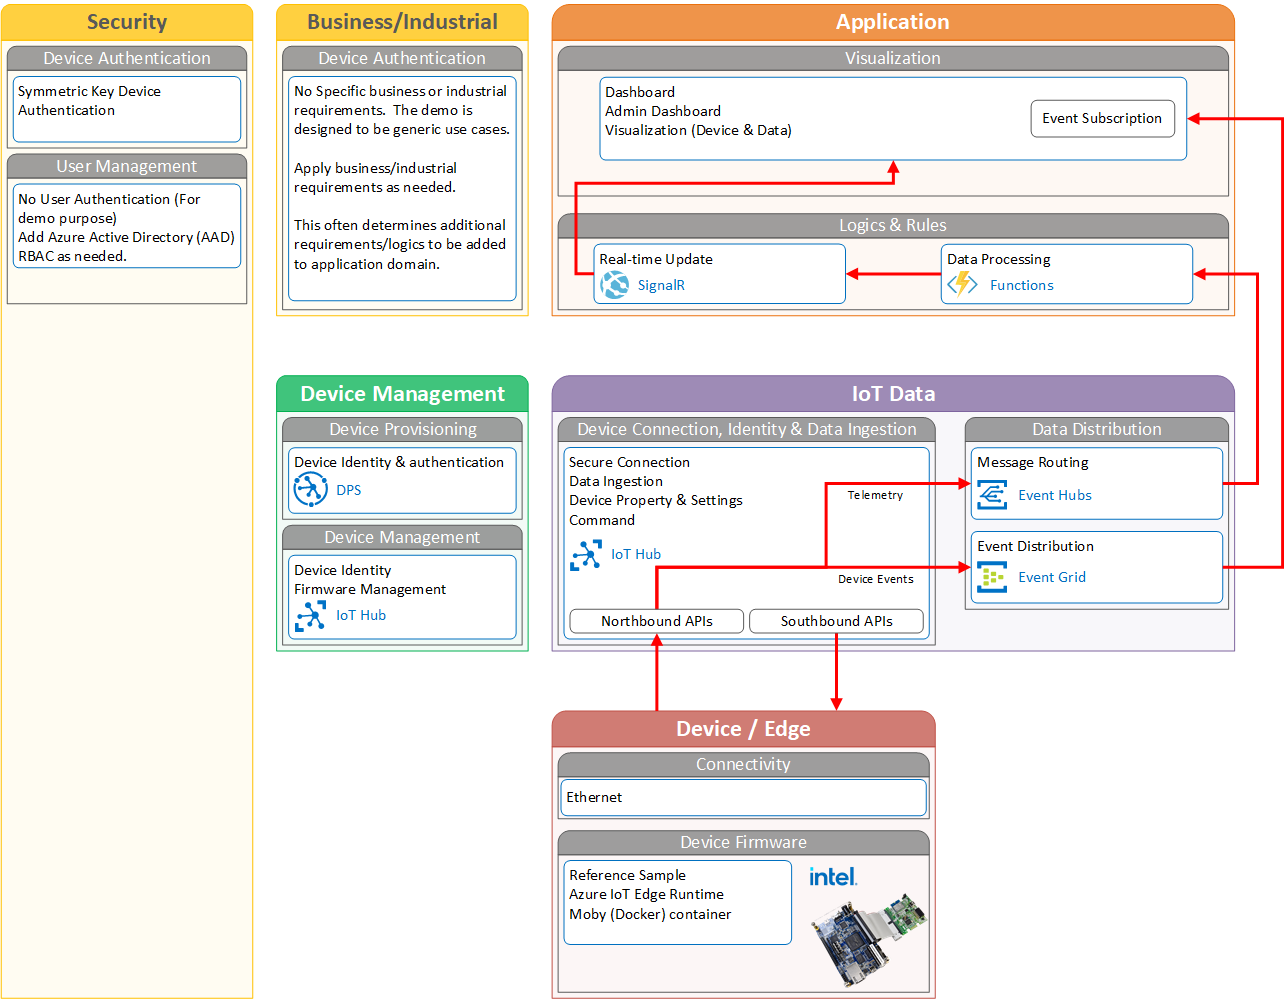 Security
Device Authentication
Symmetric Key Device
Authentication
User Management
No User Authentication (For
demo purpose)
Add Azure Active Directory (AAD)
RBAC as needed.
Business/Industrial
Device Authentication
No Specific business or industrial
requirements.  The demo is
designed to be generic use cases.
Apply business/industrial
requirements as needed.
This often determines additional
requirements/logics to be added
to application domain.
Application
Visualization
Dashboard
Admin Dashboard
Visualization (Device & Data)
Event Subscription
Logics & Rules
Real-time Update
SignalR
Data Processing
Functions
Device Management
Device Provisioning
Device Identity & authentication
DPS
Device Management
Device Identity
Firmware Management
IoT Hub
IoT Data
Device Connection, Identity & Data Ingestion
Secure Connection
Data Ingestion
Device Property & Settings
Command
IoT Hub
Telemetry
Device Events
Northbound APIs
Southbound APIs
Data Distribution
Message Routing
Event Hubs
Event Distribution
Event Grid
Device / Edge
Connectivity
Ethernet
Device Firmware
Reference Sample
Azure IoT Edge Runtime
Moby (Docker) container
intel.